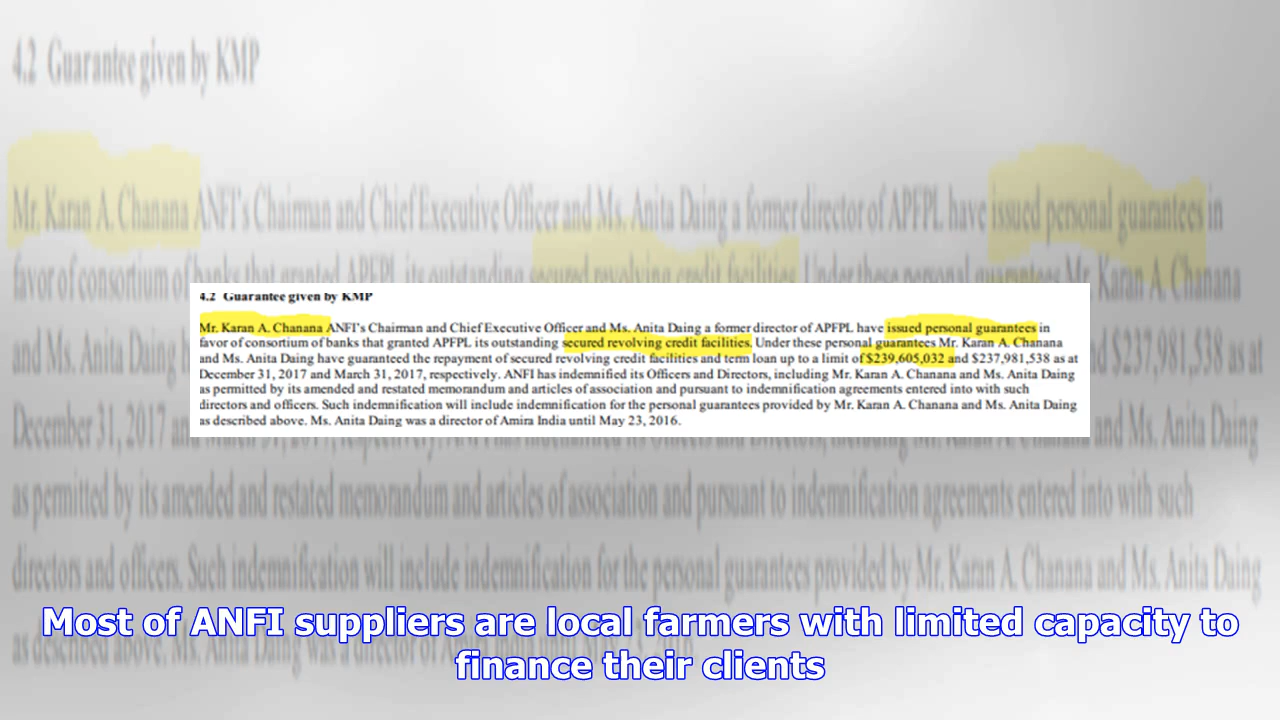 4.2 Guarantee given by KMP
Mr. Karan A. Chanana ANFI's Chairman and Chief Executive Officer and Ms. Anita Daing a former director of APFPL have issued personal guarantees in
favor of consortium of banks that granted APFPL its outstanding secured revolving credit facilities. Under these personal guarantees Mr. Karan A. Chanana
and Ms. Anita Daing have guaranteed the repayment of secured revolving credit facilities and term loan up to a limit of $239,605,032 and $237,981,538 as at
December 31, 2017 and March 31, 2017, respectively. ANFI has indemnified its Officers and Directors, including Mr. Karan A. Chanana and Ms. Anita Daing
as permitted by its amended and restated memorandum and articles of association and pursuant to indemnification agreements entered into with such
directors and officers. Such indemnification will include indemnification for the personal guarantees provided by Mr. Karan A. Chanana and Ms. Anita Daing
as described above. Ms. Anita Daing was a director of Amira India until May 23, 2016.
Most of ANFI suppliers are local farmers with limited capacity to
finance their clients